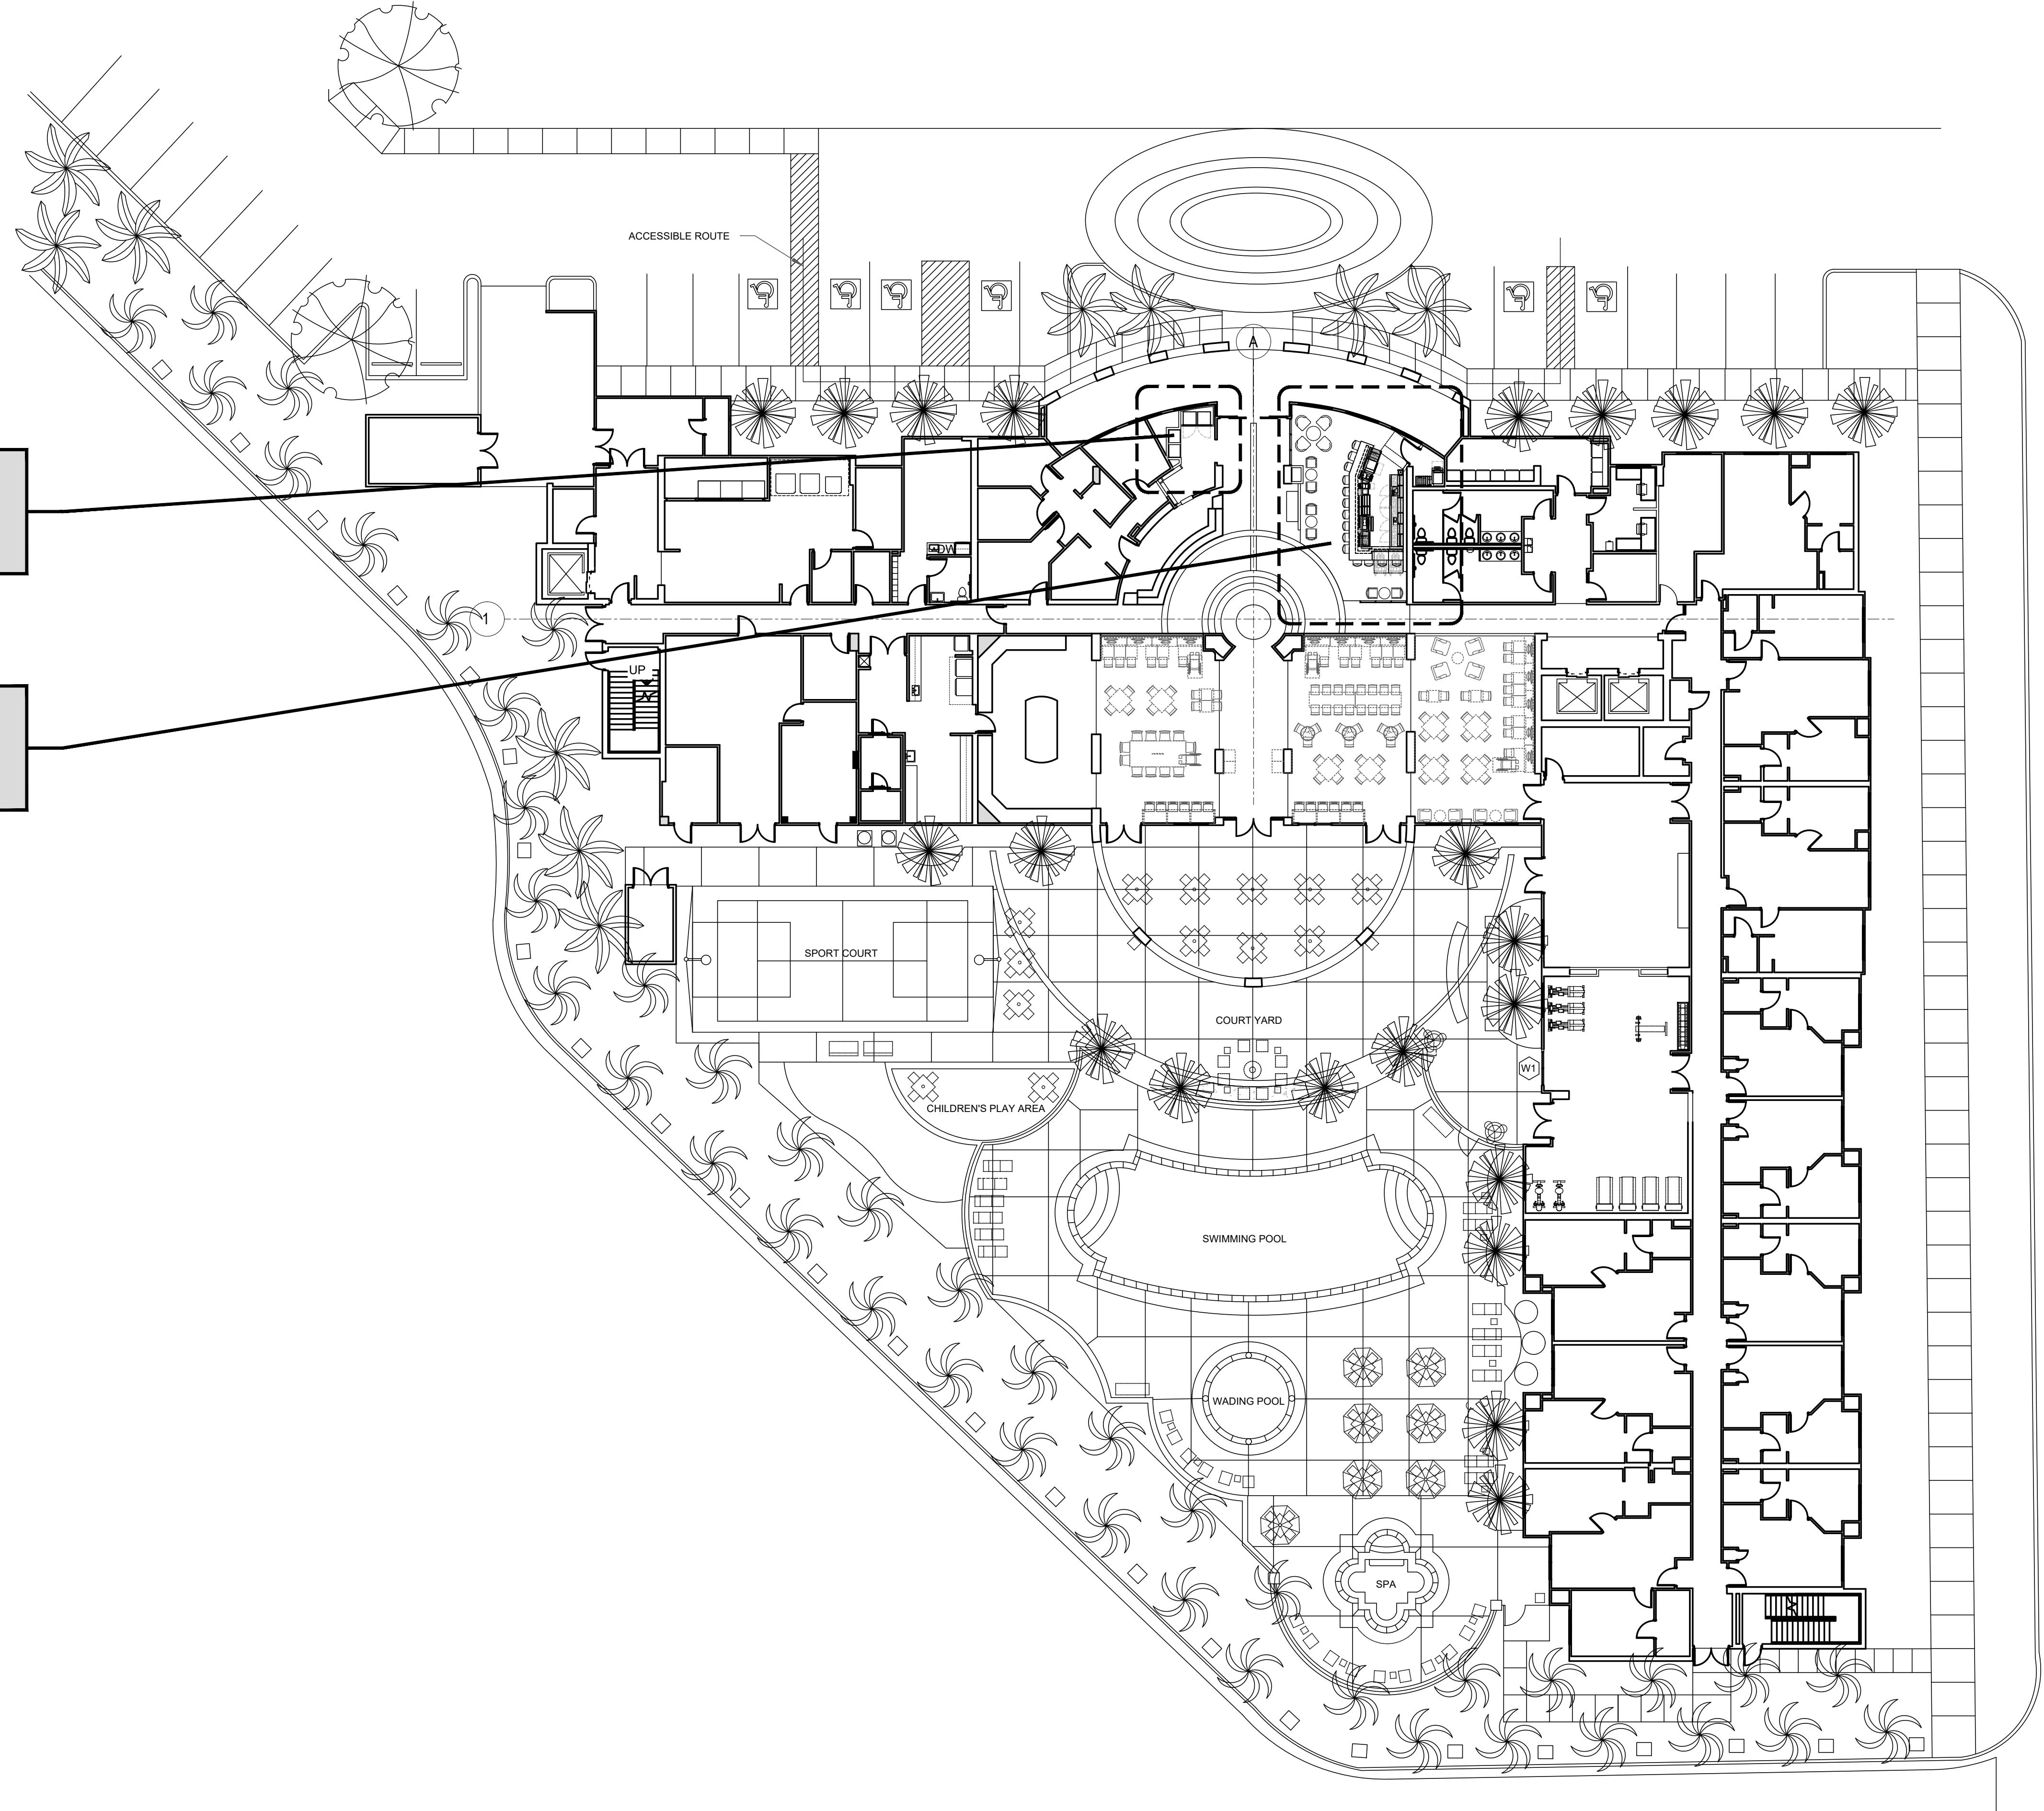 ACCESSIBLE ROUTE
A
DW
1
UP
SPORT COURT
COURT YARD
W1
CHILDREN'S PLAY AREA
SWIMMING POOL
WADING POOL
SPA